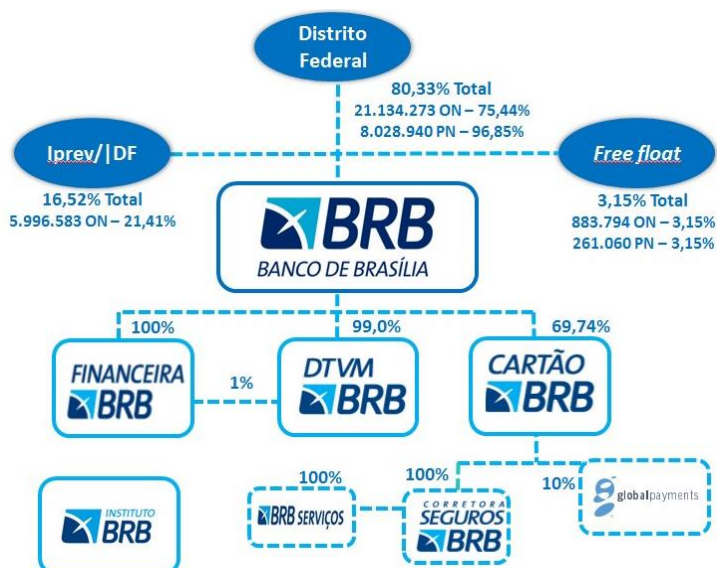 Distrito
Federal
80,33% Total
21.134.273 ON – 75,44%
8.028.940 PN – 96,85%
Iprev/|DF
Free float
16,52% Total
5.996.583 ON – 21,41%
3,15% Total
883.794 ON – 3,15%
261.060 PN – 3,15%
BRB
BANCO DE BRASÍLIA
100%
99,0%
69,74%
FINANCEIRA
BRB
1%
DTVM
BRB
CARTÃO
BRB
100%
100%
10%
INSTITUTO
BRB
BRB SERVIÇOS
CORRETORA
SEGUROS
BRB
globalpayments